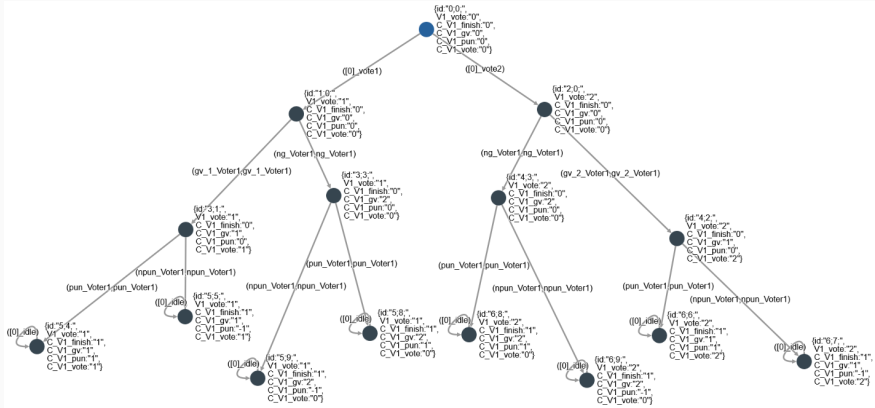 {id:"0;0;",
V1_vote:"0",
C_V1_finish:"0",
C_V1_gv:"0",
C_V1_pun:"0",
C_V1_vote:"0"}
([0]_vote1)
([0]_vote2)
{id:"1;0;",
V1_vote:"1",
C_V1_finish:"0",
C_V1_gv:"0",
C_V1_pun:"0",
C_V1_vote:"0"}
{id:"2;0;",
V1_vote:"2",
C_V1_finish:"0",
C_V1_gv:"0",
C_V1_pun:"0",
C_V1_vote:"0"}
(gv_1_Voter1,gv_1_Voter1)
(ng_Voter1,ng_Voter1)
(ng_Voter1,ng_Voter1)
(gv_2_Voter1,gv_2_Voter1)
{id:"3;1;",
V1_vote:"1",
C_V1_finish:"0",
C_V1_gv:"1",
C_V1_pun:"0",
C_V1_vote:"1"}
{id:"3;3;",
V1_vote:"1",
C_V1_finish:"0",
C_V1_gv:"2",
C_V1_pun:"0",
C_V1_vote:"0"}
{id:"4;3;",
V1_vote:"2",
C_V1_finish:"0",
C_V1_gv:"2",
C_V1_pun:"0",
C_V1_vote:"0"}
{id:"4;2;",
V1_vote:"2",
C_V1_finish:"0",
C_V1_gv:"1",
C_V1_pun:"0",
C_V1_vote:"2"}
(pun_Voter1,pun_Voter1)
(npun_Voter1,npun_Voter1)
(npun_Voter1,npun_Voter1)
(pun_Voter1,pun_Voter1)
(pun_Voter1,pun_Voter1)
(npun_Voter1,npun_Voter1)
(pun_Voter1,pun_Voter1)
(npun_Voter1,npun_Voter1)
([0]_idle)
{id:"5;4;",
V1_vote:"1",
C_V1_finish:"1",
C_V1_gv:"1",
C_V1_pun:"1",
C_V1_vote:"1"}
([0]_idle)
{id:"5;5;",
V1_vote:"1",
C_V1_finish:"1",
C_V1_gv:"1",
C_V1_pun:"-1",
C_V1_vote:"1"}
([0]_idle)
{id:"5;9;",
V1_vote:"1",
C_V1_finish:"1",
C_V1_gv:"2",
C_V1_pun:"-1",
C_V1_vote:"0"}
([0]_idle)
{id:"5;8;",
V1_vote:"1",
C_V1_finish:"1",
C_V1_gv:"2",
C_V1_pun:"1",
C_V1_vote:"0"}
([0]_idle)
{id:"6;8;",
V1_vote:"2",
C_V1_finish:"1",
C_V1_gv:"2",
C_V1_pun:"1",
C_V1_vote:"0"}
([0]_idle)
{id:"6;9;",
V1_vote:"2",
C_V1_finish:"1",
C_V1_gv:"2",
C_V1_pun:"-1",
C_V1_vote:"0"}
([0]_idle)
{id:"6;6;",
V1_vote:"2",
C_V1_finish:"1",
C_V1_gv:"1",
C_V1_pun:"1",
C_V1_vote:"2"}
([0]_idle)
{id:"6;7;",
V1_vote:"2",
C_V1_finish:"1",
C_V1_gv:"1",
C_V1_pun:"-1",
C_V1_vote:"2"}